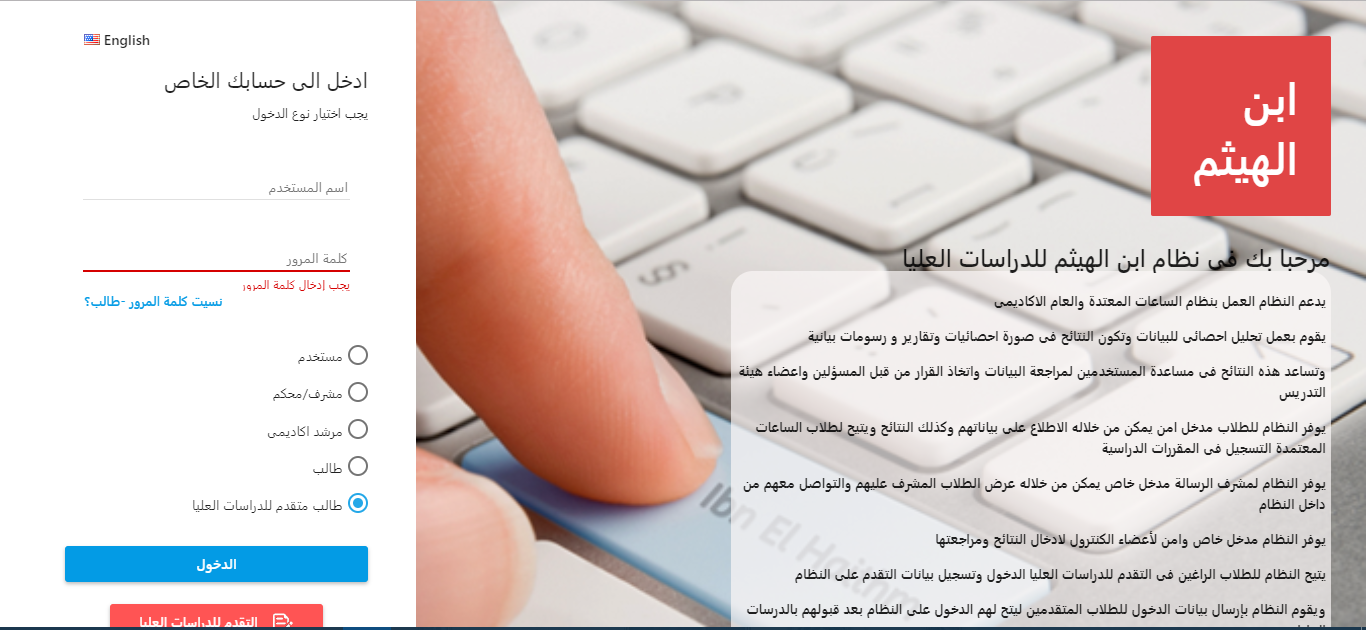 English
ادخل الى حسابك الخاص
يجب اختيار نوع الدخول
اسم المستخدم
كلمة المرور
يجب إدخال كلمة المرور
نسيت كلمة المرور -طالب؟
مستخدم
مشرف/محكم
مرشد اكاديمى
طالب
طالب متقدم للدراسات العليا
الدخول
التقدم للدراسات العليا
ابن
الهيثم
مرحبا بك فى نظام ابن الهيثم للدراسات العليا
يدعم النظام العمل بنظام الساعات المعتدة والعام الاكاديمى
يقوم بعمل تحليل احصائى للبيانات وتكون النتائج فى صورة احصائيات وتقارير و رسومات بيانية
وتساعد هذه النتائج فى مساعدة المستخدمين لمراجعة البيانات واتخاذ القرار من قبل المسؤلين واعضاء هيئة
التدريس
يوفر النظام للطلاب مدخل امن يمكن من خلاله الاطلاع على بياناتهم وكذلك النتائج ويتيح لطلاب الساعات
المعتمدة التسجيل فى المقررات الدراسية
يوفر النظام لمشرف الرسالة مدخل خاص يمكن من خلاله عرض الطلاب المشرف عليهم والتواصل معهم من
داخل النظام
يوفر النظام مدخل خاص وامن لأعضاء الكنترول لادخال النتائج ومراجعتها
يتيح النظام للطلاب الراغبين فى التقدم للدراسات العليا الدخول وتسجيل بيانات التقدم على النظام
ويقوم النظام بإرسال بيانات الدخول للطلاب المتقدمين ليتح لهم الدخول على النظام بعد قبولهم بالدرسات
Ibn El Haithm